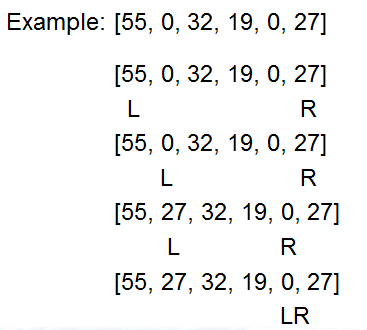 Example: [55, 0, 32, 19, 0, 27]
[55, 0, 32, 19, 0, 27]
L R
[55, 0, 32, 19, 0, 27]
L R
[55, 27, 32, 19, 0, 27]
L R
[55, 27, 32, 19, 0, 27]
LR